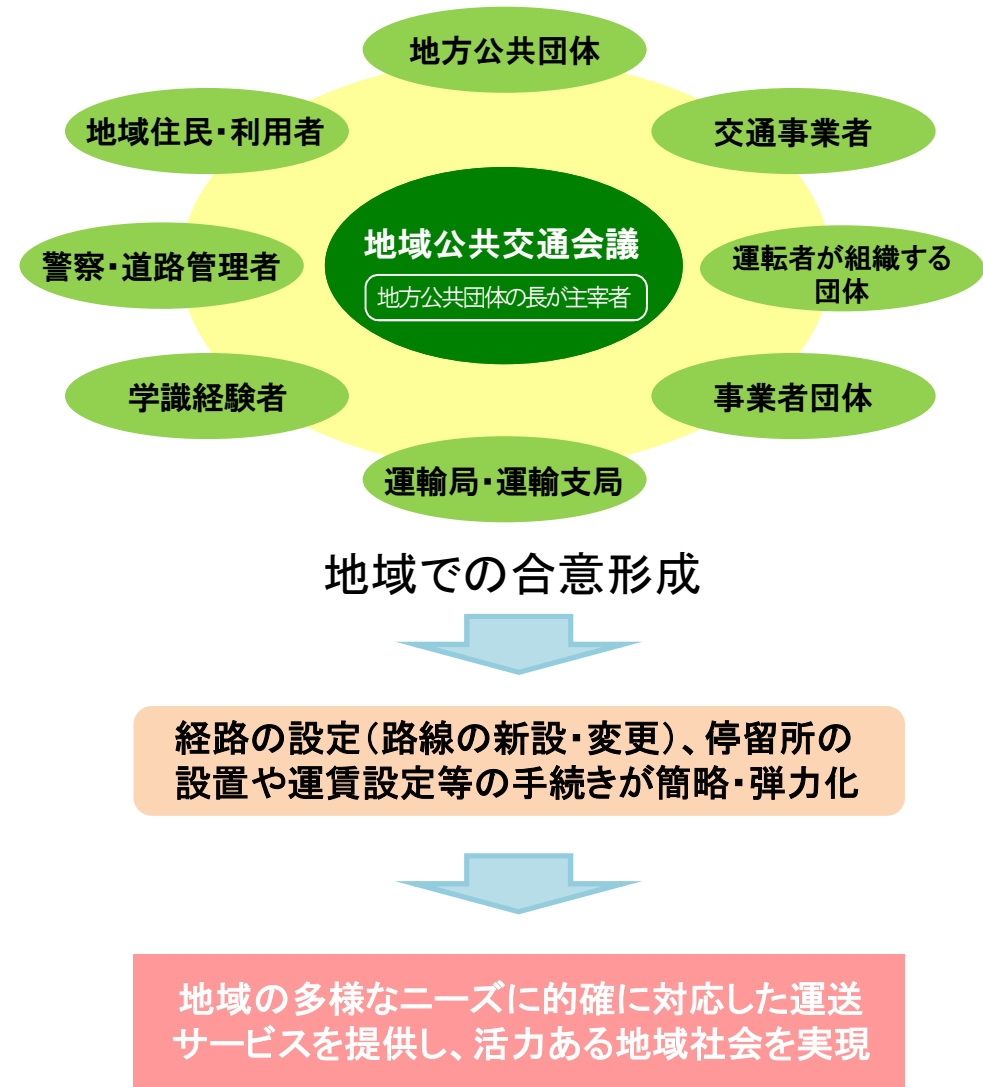 地方公共団体
地域住民・利用者
交通事業者
地域公共交通会議
地方公共団体の長が主宰者
警察・道路管理者
運転者が組織する
団体
学識経験者
事業者団体
運輸局・運輸支局
地域での合意形成
経路の設定(路線の新設・変更)、停留所の
設置や運賃設定等の手続きが簡略・弾力化
地域の多様なニーズに的確に対応した運送
サービスを提供し、活力ある地域社会を実現